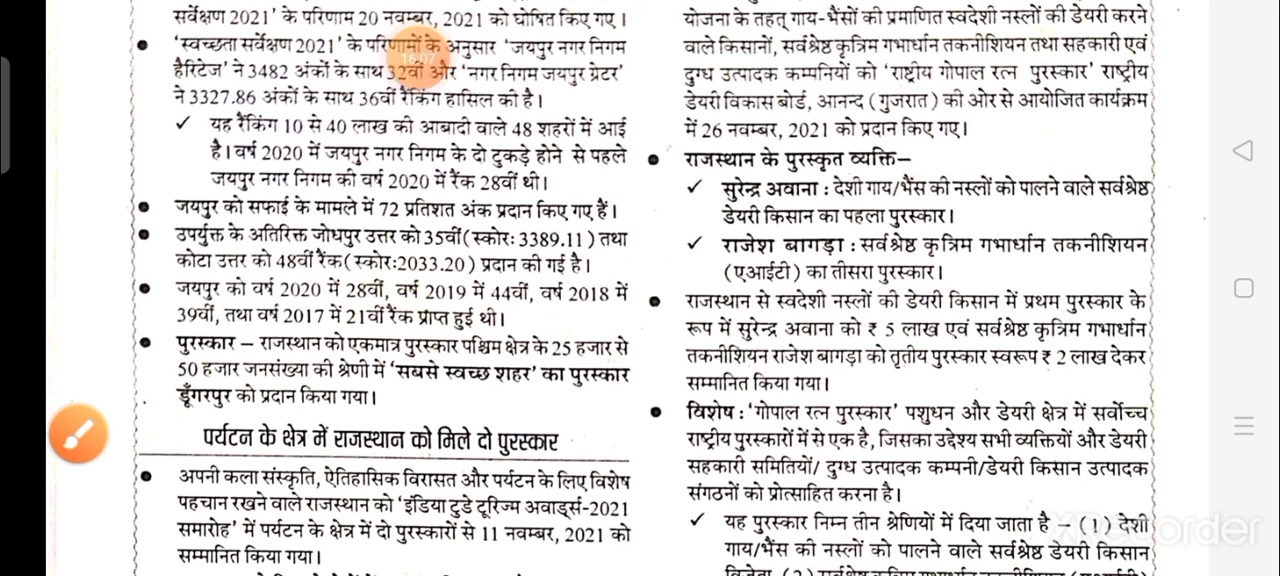 सर्वेक्षण 2021' के परिणाम 20 नवम्बर, 2021 को घोषित किए गए।
● 'स्वच्छता सर्वेक्षण 2021' के परिणामों के अनुसार 'जयपुर नगर निगम
हैरिटेज' ने 3482 अंकों के साथ 32वीं और 'नगर निगम जयपुर ग्रेटर'
ने 3327.86 अंकों के साथ 36वीं रैंकिंग हासिल की है।
✓ यह रैंकिंग 10 से 40 लाख की आबादी वाले 48 शहरों में आई
है। वर्ष 2020 में जयपुर नगर निगम के दो टुकड़े होने से पहले
जयपुर नगर निगम की वर्ष 2020 में रैंक 28वीं थी।
● जयपुर को सफाई के मामले में 72 प्रतिशत अंक प्रदान किए गए हैं।
● उपर्युक्त के अतिरिक्त जोधपुर उत्तर को 35वीं (स्कोर: 3389.11) तथा
कोटा उत्तर को 48वीं रैंक (स्कोर:2033.20) प्रदान की गई है।
● जयपुर को वर्ष 2020 में 28वीं, वर्ष 2019 में 44वीं, वर्ष 2018 में
39वीं, तथा वर्ष 2017 में 21वीं रैंक प्राप्त हुई थी।
● पुरस्कार – राजस्थान को एकमात्र पुरस्कार पश्चिम क्षेत्र के 25 हजार से
50 हजार जनसंख्या की श्रेणी में 'सबसे स्वच्छ शहर' का पुरस्कार
डूँगरपुर को प्रदान किया गया।
पर्यटन के क्षेत्र में राजस्थान को मिले दो पुरस्कार
● अपनी कला संस्कृति, ऐतिहासिक विरासत और पर्यटन के लिए विशेष
पहचान रखने वाले राजस्थान को 'इंडिया टुडे टूरिज्म अवार्ड्स-2021
समारोह' में पर्यटन के क्षेत्र में दो पुरस्कारों से 11 नवम्बर, 2021 को
सम्मानित किया गया।
योजना के तहत् गाय-भैंसों की प्रमाणित स्वदेशी नस्लों की डेयरी करने
वाले किसानों, सर्वश्रेष्ठ कृत्रिम गर्भाधान तकनीशियन तथा सहकारी एवं
दुग्ध उत्पादक कम्पनियों को 'राष्ट्रीय गोपाल रत्न पुरस्कार' राष्ट्रीय
डेयरी विकास बोर्ड, आनन्द (गुजरात) की ओर से आयोजित कार्यक्रम
में 26 नवम्बर, 2021 को प्रदान किए गए।
● राजस्थान के पुरस्कृत व्यक्ति–
✓ सुरेन्द्र अवाना : देशी गाय/भैंस की नस्लों को पालने वाले सर्वश्रेष्ठ
डेयरी किसान का पहला पुरस्कार।
✓ राजेश बागड़ा : सर्वश्रेष्ठ कृत्रिम गर्भाधान तकनीशियन
(एआईटी) का तीसरा पुरस्कार।
● राजस्थान से स्वदेशी नस्लों की डेयरी किसान में प्रथम पुरस्कार के
रूप में सुरेन्द्र अवाना को ₹ 5 लाख एवं सर्वश्रेष्ठ कृत्रिम गर्भाधान
तकनीशियन राजेश बागड़ा को तृतीय पुरस्कार स्वरूप ₹ 2 लाख देकर
सम्मानित किया गया।
● विशेष : 'गोपाल रत्न पुरस्कार' पशुधन और डेयरी क्षेत्र में सर्वोच्च
राष्ट्रीय पुरस्कारों में से एक है, जिसका उद्देश्य सभी व्यक्तियों और डेयरी
सहकारी समितियों/ दुग्ध उत्पादक कम्पनी/डेयरी किसान उत्पादक
संगठनों को प्रोत्साहित करना है।
✓ यह पुरस्कार निम्न तीन श्रेणियों में दिया जाता है – (1) देशी
गाय/भैंस की नस्लों को पालने वाले सर्वश्रेष्ठ डेयरी किसान
16:07
XRecorder